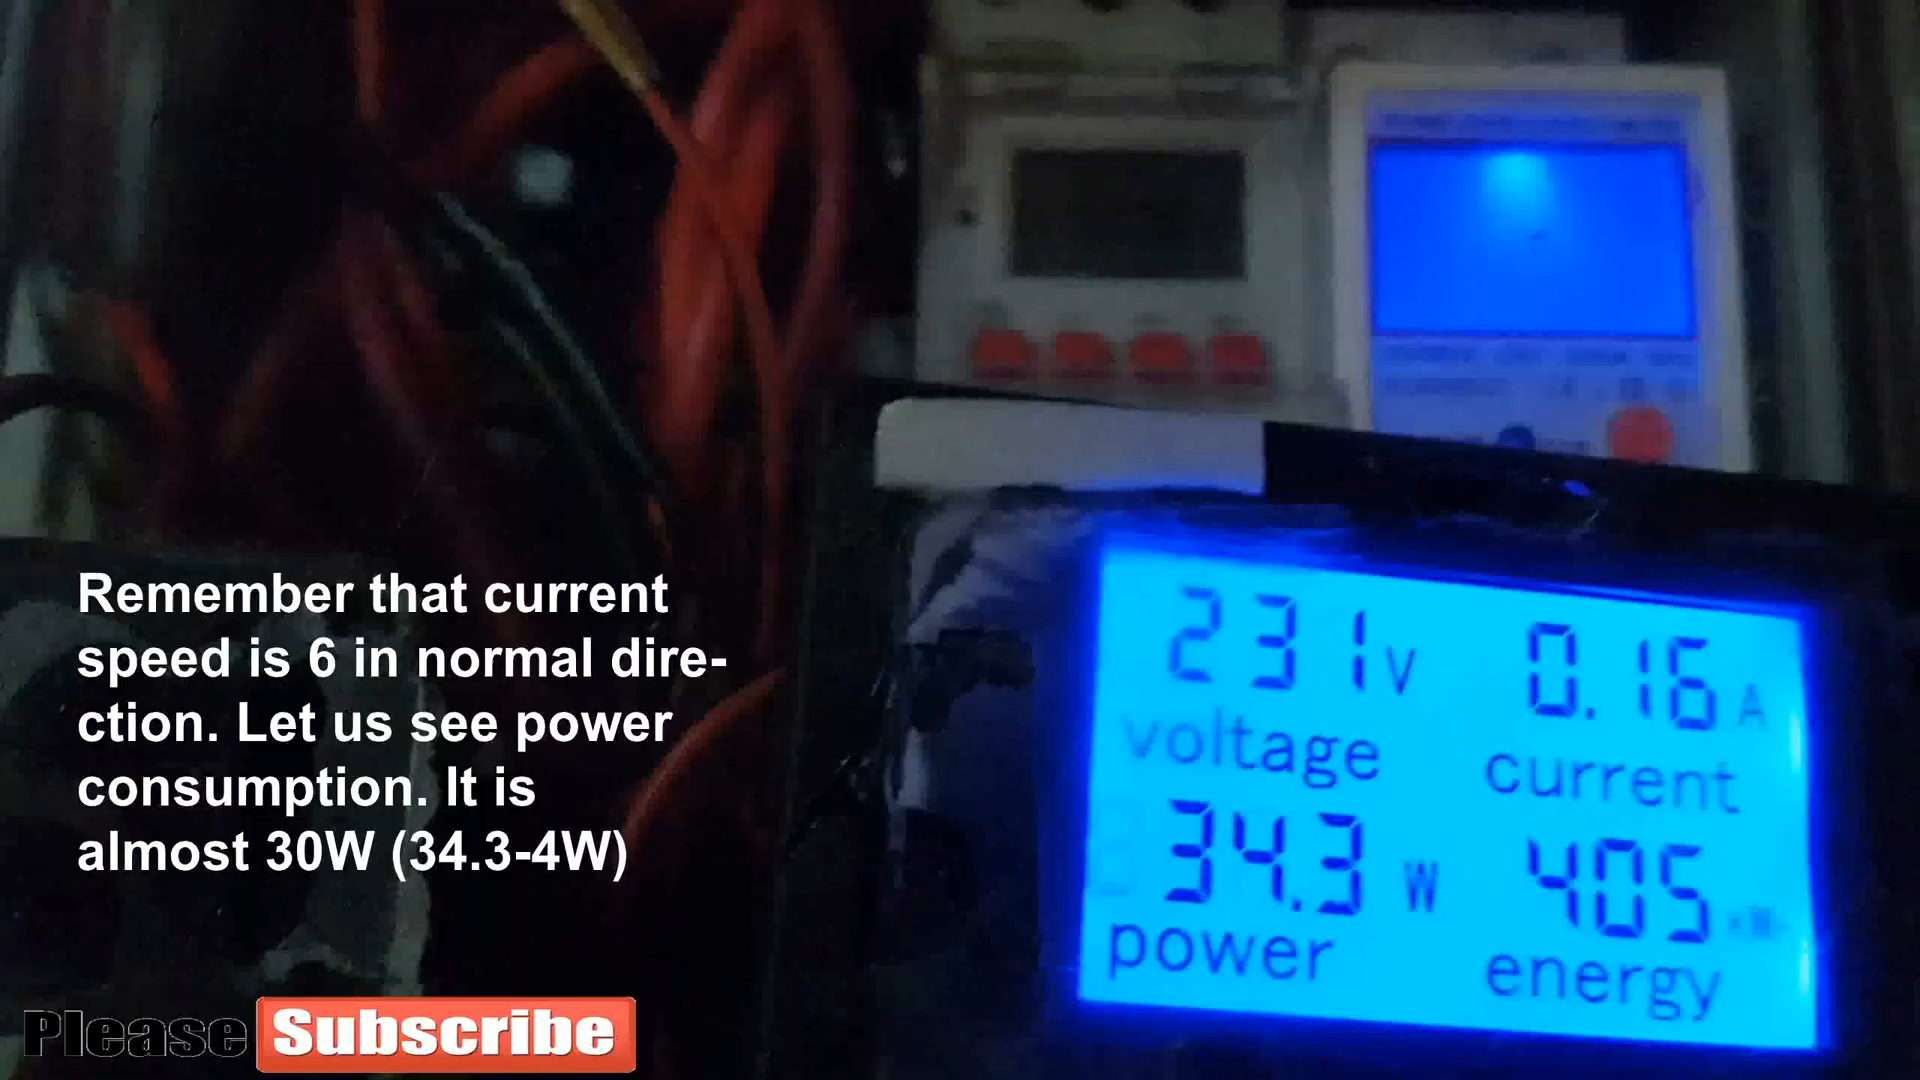 Remember that current
speed is 6 in normal dire-
ction. Let us see power
consumption. It is
almost 30W (34.3-4W)
Please Subscribe
231 V
voltage
0.16 A
current
34.3 W
power
405
energy